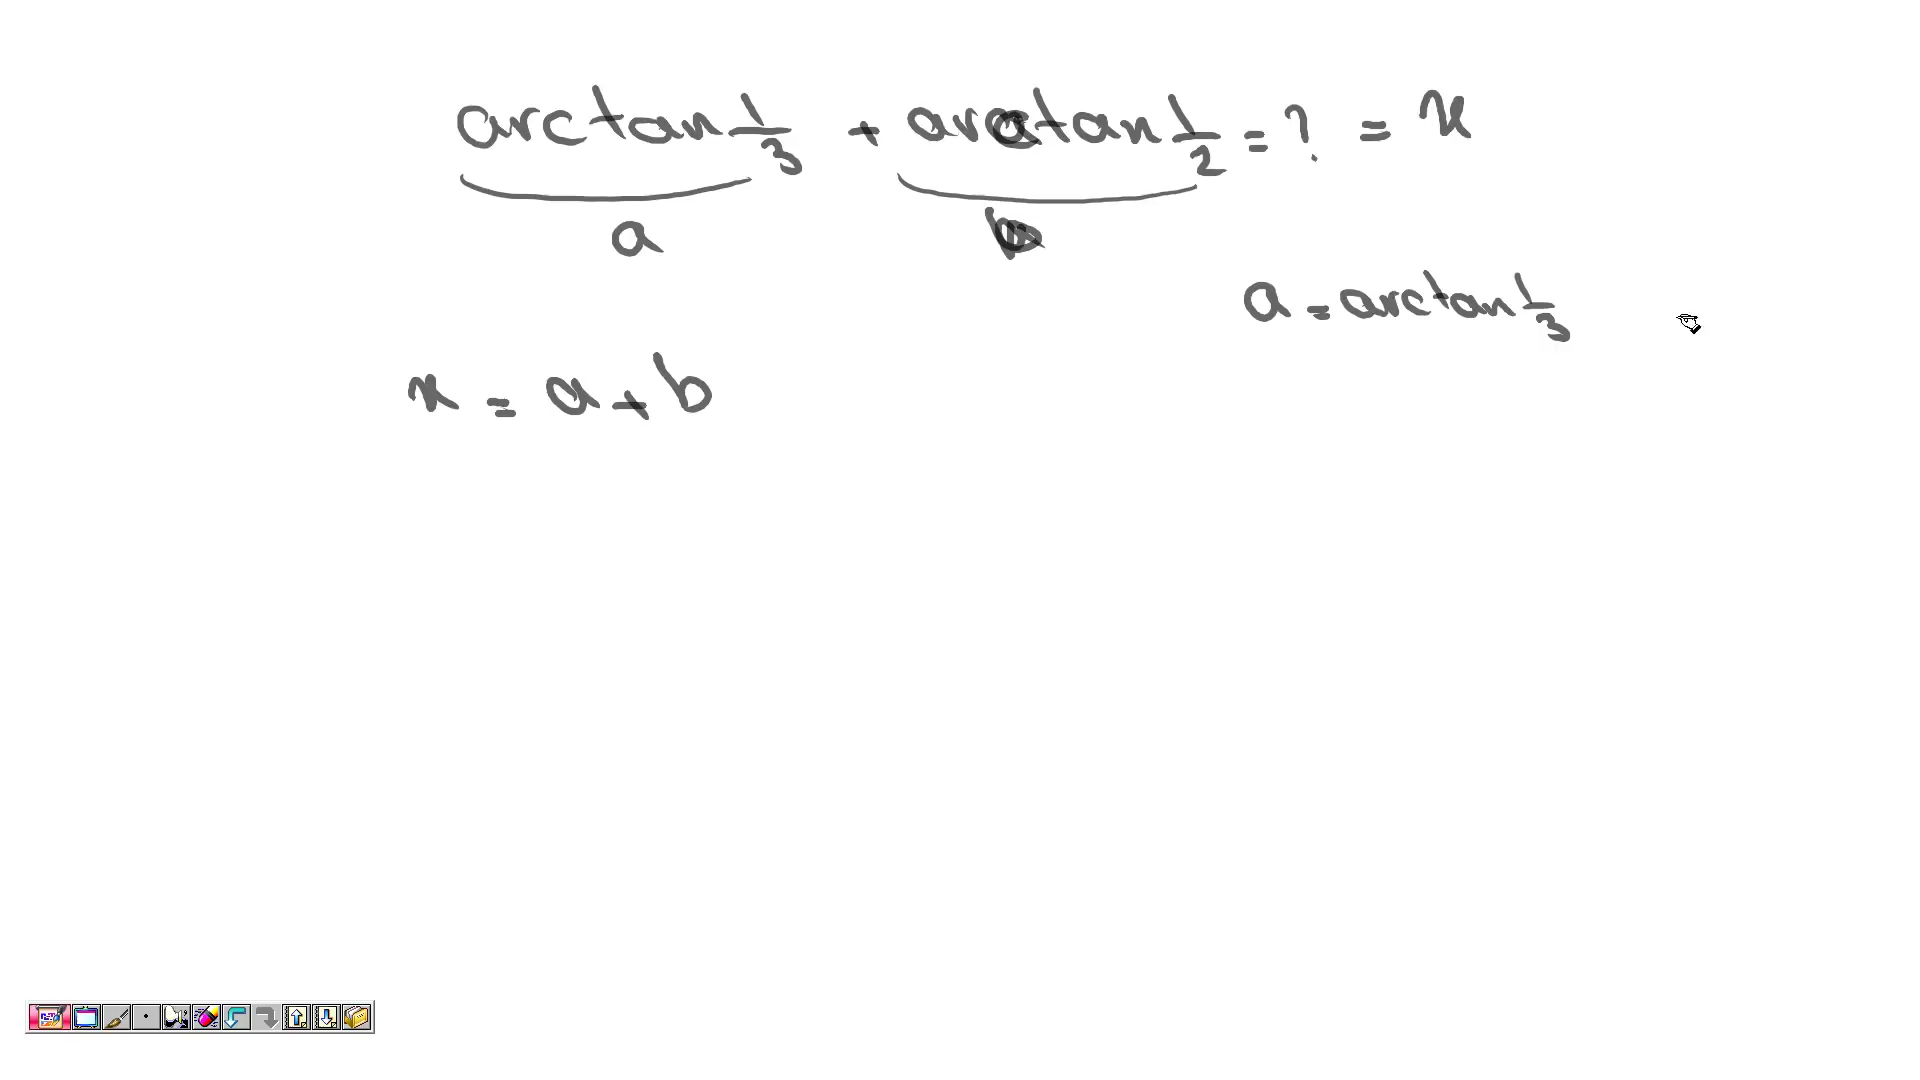 arctan 1/3 + arctan 1/2 = ? = x
a b
a = arctan 1/3
x = a + b